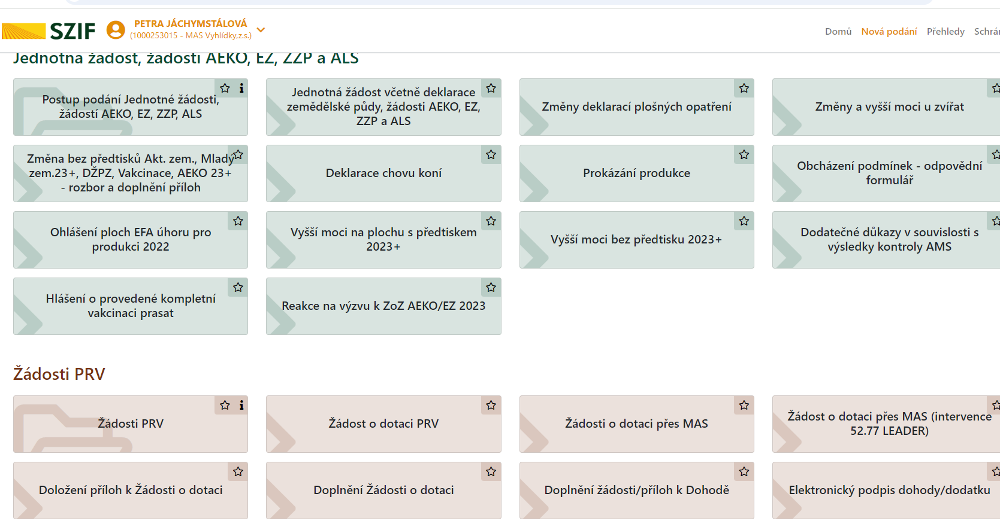 SZIF
PETRA JÁCHYMSTÁLOVÁ
(1000253015 - MAS Vyhlídky,z.s.)
Domů Nová podání Přehledy
Jednotná žádost, žádosti AEKO, EZ, ZZP a ALS
Postup podání Jednotné žádosti,
žádostí AEKO, EZ, ZZP, ALS
Jednotná žádost včetně deklarace
zemědělské půdy, žádosti AEKO, EZ,
ZZP a ALS
Změny deklarací plošných opatření
Změny a vyšší moci u zvířat
Změna bez předtisků Akt. zem., Mladý
zem.23+, DŽPZ, Vakcinace, AEKO 23+
- rozbor a doplnění příloh
Deklarace chovu koní
Prokázání produkce
Obcházení podmínek - odpovědní
formulář
Ohlášení ploch EFA úhoru pro
produkci 2022
Vyšší moci na plochu s předtiskem
2023+
Vyšší moci bez předtisku 2023+
Dodatečné důkazy v souvislosti s
výsledky kontroly AMS
Hlášení o provedené kompletní
vakcinaci prasat
Reakce na výzvu k ZoZ AEKO/EZ 2023
Žádosti PRV
Žádosti PRV
Žádost o dotaci PRV
Žádosti o dotaci přes MAS
Žádost o dotaci přes MAS (intervence
52.77 LEADER)
Doložení příloh k Žádosti o dotaci
Doplnění Žádosti o dotaci
Doplnění žádosti/příloh k Dohodě
Elektronický podpis dohody/dodatku